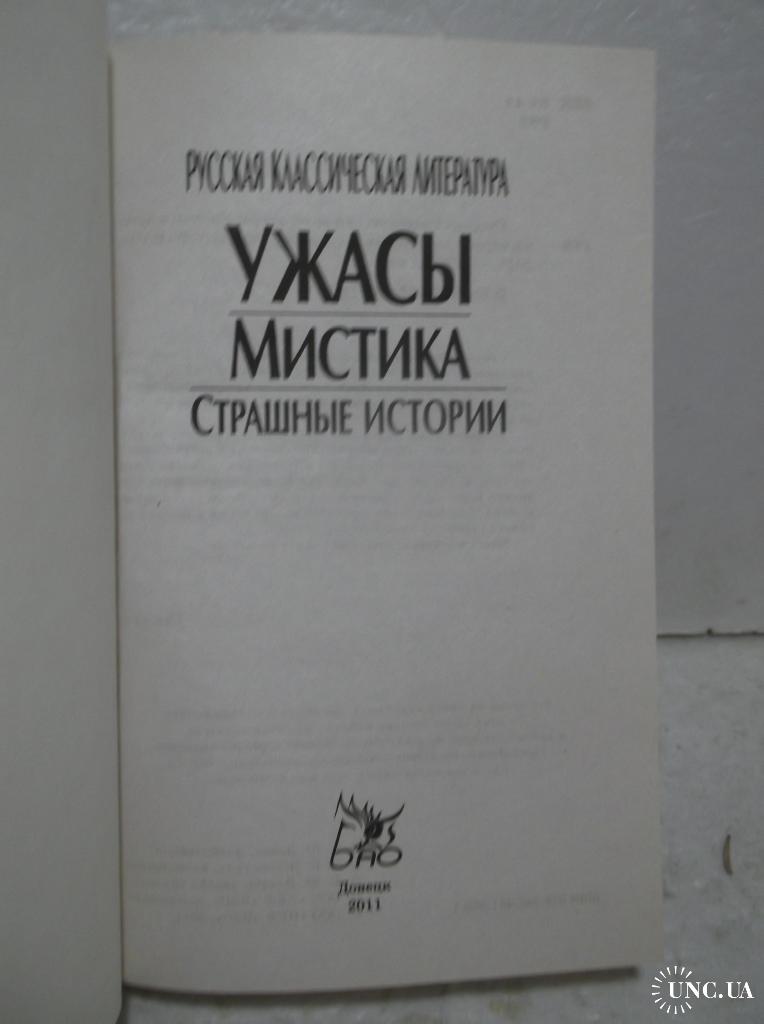 РУССКАЯ КЛАССИЧЕСКАЯ ЛИТЕРАТУРА
УЖАСЫ
МИСТИКА
СТРАШНЫЕ ИСТОРИИ
БАО
Донецк
2011
UNC.UA